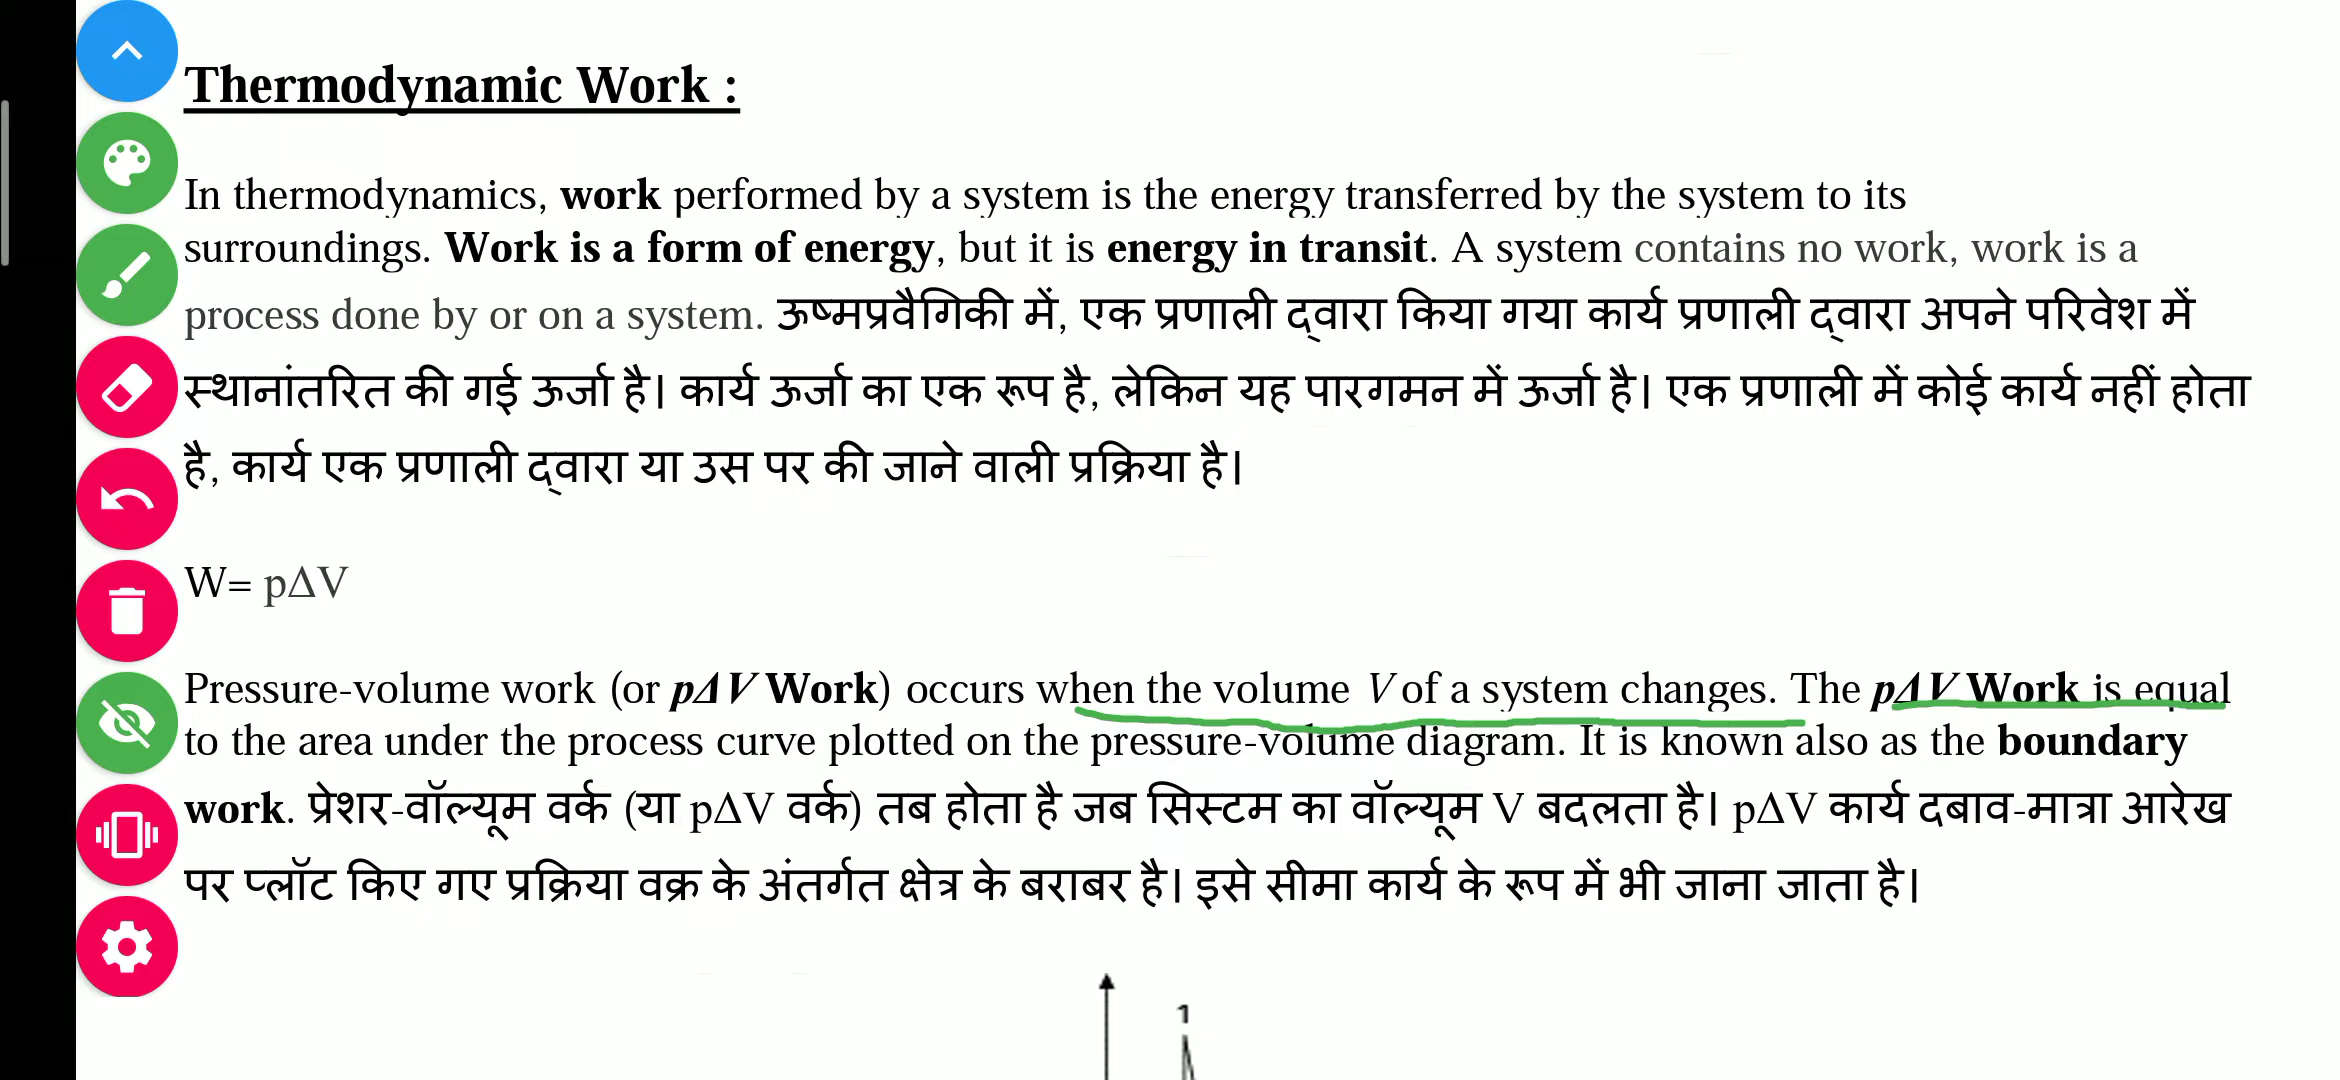 Thermodynamic Work :
In thermodynamics, work performed by a system is the energy transferred by the system to its
surroundings. Work is a form of energy, but it is energy in transit. A system contains no work, work is a
process done by or on a system. ऊष्मप्रवैगिकी में, एक प्रणाली द्वारा किया गया कार्य प्रणाली द्वारा अपने परिवेश में
स्थानांतरित की गई ऊर्जा है। कार्य ऊर्जा का एक रूप है, लेकिन यह पारगमन में ऊर्जा है। एक प्रणाली में कोई कार्य नहीं होता
है, कार्य एक प्रणाली द्वारा या उस पर की जाने वाली प्रक्रिया है।
W= pΔV
Pressure-volume work (or pΔV Work) occurs when the volume V of a system changes. The pΔV Work is equal
to the area under the process curve plotted on the pressure-volume diagram. It is known also as the boundary
work. प्रेशर-वॉल्यूम वर्क (या pΔV वर्क) तब होता है जब सिस्टम का वॉल्यूम V बदलता है। pΔV कार्य दबाव-मात्रा आरेख
पर प्लॉट किए गए प्रक्रिया वक्र के अंतर्गत क्षेत्र के बराबर है। इसे सीमा कार्य के रूप में भी जाना जाता है।
1